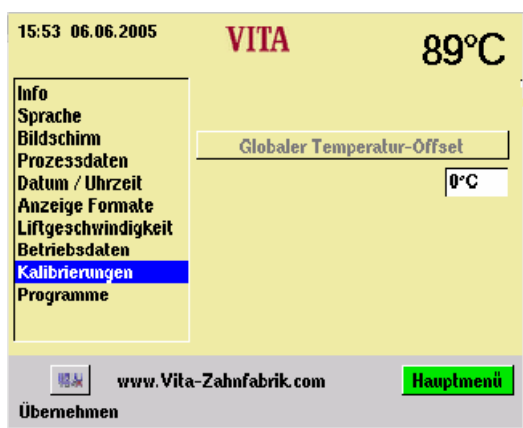 15:53 06.06.2005
VITA
89°C
Info
Sprache
Bildschirm
Prozessdaten
Datum / Uhrzeit
Anzeige Formate
Liftgeschwindigkeit
Betriebsdaten
Kalibrierungen
Programme
Globaler Temperatur-Offset
0°C
www.Vita-Zahnfabrik.com
Hauptmenü
Übernehmen